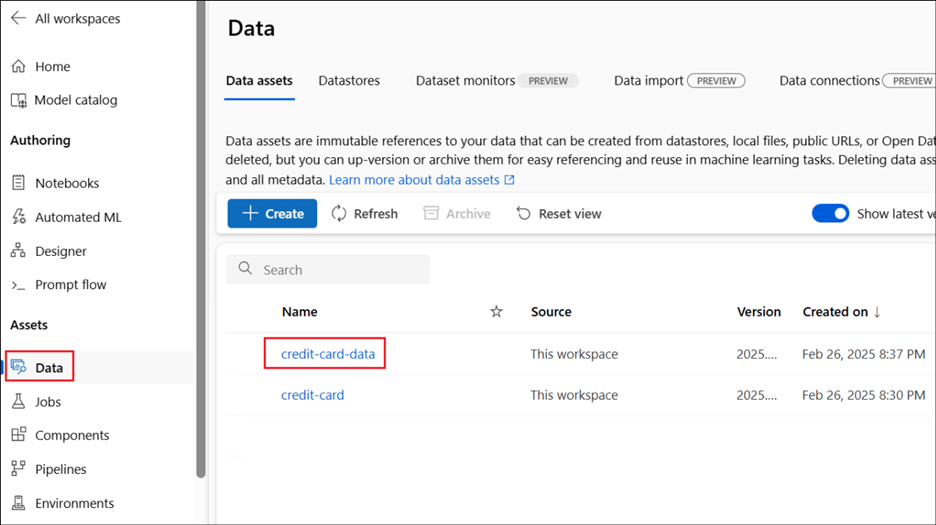 All workspaces
Home
Model catalog
Authoring
Notebooks
Automated ML
Designer
Prompt flow
Assets
Data
Jobs
Components
Pipelines
Environments
Data
Data assets Datastores Dataset monitors PREVIEW Data import PREVIEW Data connections PREVIEW
Data assets are immutable references to your data that can be created from datastores, local files, public URLs, or Open Dat
deleted, but you can up-version or archive them for easy referencing and reuse in machine learning tasks. Deleting data ass
and all metadata. Learn more about data assets
Create Refresh Archive Reset view Show latest ve
Search
Name Source Version Created on ↓
credit-card-data This workspace 2025.... Feb 26, 2025 8:37 PM
credit-card This workspace 2025.... Feb 26, 2025 8:30 PM